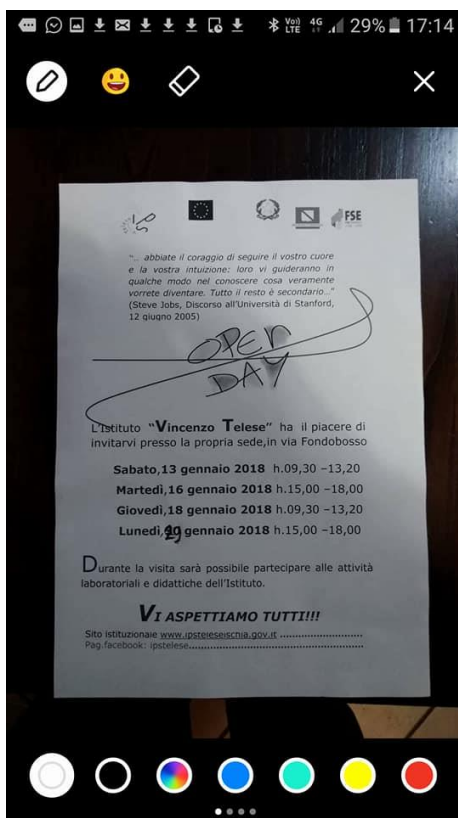 Voi) LTE 4G 29% 17:14
FSE
"… abbiate il coraggio di seguire il vostro cuore
e la vostra intuizione: loro vi guideranno in
qualche modo nel conoscere cosa veramente
vorrete diventare. Tutto il resto è secondario…"
(Steve Jobs, Discorso all'Università di Stanford,
12 giugno 2005)
OPEN
DAY
L'Istituto "Vincenzo Telese" ha il piacere di
invitarvi presso la propria sede,in via Fondobosso
Sabato,13 gennaio 2018 h.09,30 –13,20
Martedì,16 gennaio 2018 h.15,00 –18,00
Giovedì,18 gennaio 2018 h.09,30 –13,20
Lunedì,29 gennaio 2018 h.15,00 –18,00
Durante la visita sarà possibile partecipare alle attività
laboratoriali e didattiche dell'Istituto.
VI ASPETTIAMO TUTTI!!!
Sito istituzionale www.ipsteleseischia.gov.it ..........................
Pag.facebook: ipstelese......................................................